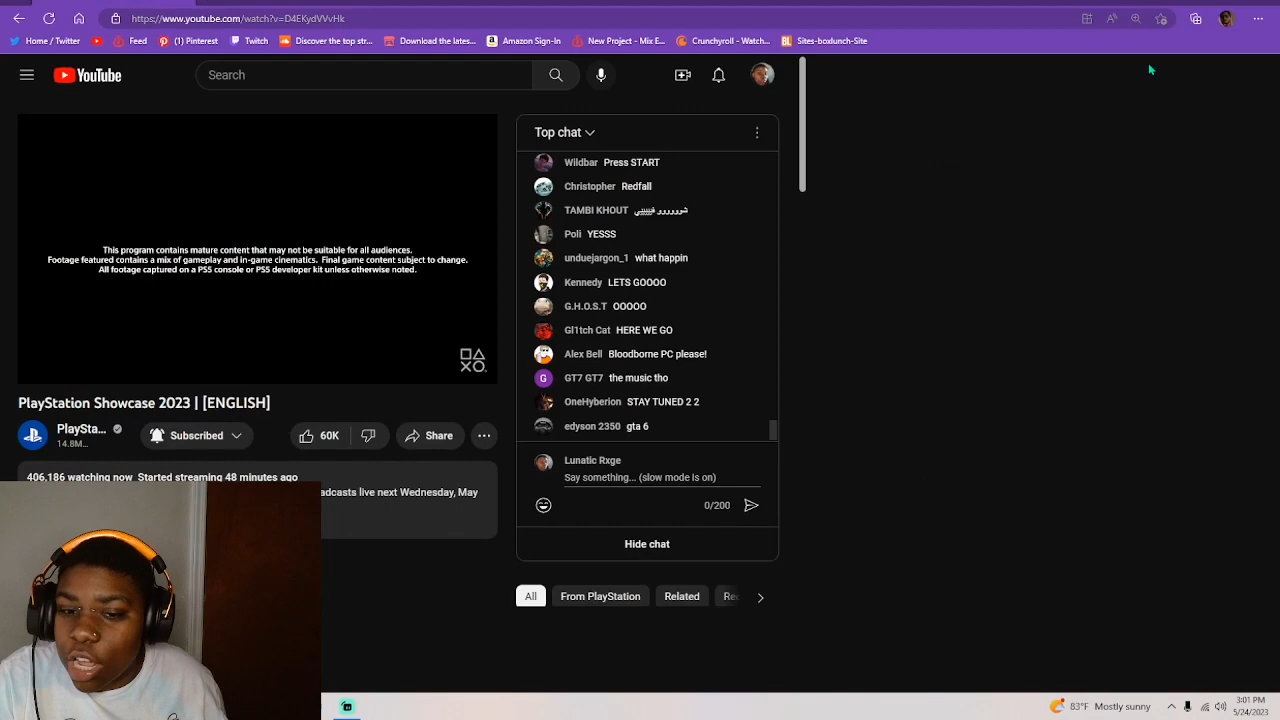 https://www.youtube.com/watch?v=D4EKydVVvHk
Home / Twitter
Feed
(1) Pinterest
Twitch
Discover the top str...
Download the lates...
Amazon Sign-In
New Project - Mix E...
Crunchyroll - Watch...
Sites-boxlunch-Site
YouTube
Search
This program contains mature content that may not be suitable for all audiences.
Footage featured contains a mix of gameplay and in-game cinematics. Final game content subject to change.
All footage captured on a PS5 console or PS5 developer kit unless otherwise noted.
PlayStation Showcase 2023 | [ENGLISH]
PlaySta...
14.8M...
Subscribed
60K
Share
406,186 watching now Started streaming 48 minutes ago
adcasts live next Wednesday, May
Top chat
Wildbar Press START
Christopher Redfall
TAMBI KHOUT
Poli YESSS
unduejargon_1 what happin
Kennedy LETS GOOOO
G.H.O.S.T OOOOO
Gl1tch Cat HERE WE GO
Alex Bell Bloodborne PC please!
G GT7 GT7 the music tho
OneHyberion STAY TUNED 2 2
edyson 2350 gta 6
Lunatic Rxge
Say something... (slow mode is on)
0/200
Hide chat
All
From PlayStation
Related
Rec
83°F Mostly sunny
3:01 PM
5/24/2023